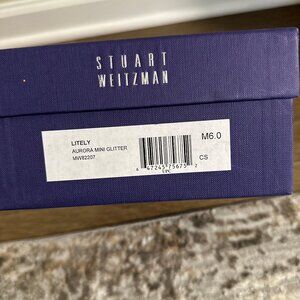 STUART
WEITZMAN
LITELY
AURORA MINI GLITTER
MW82207
M6.0
CS